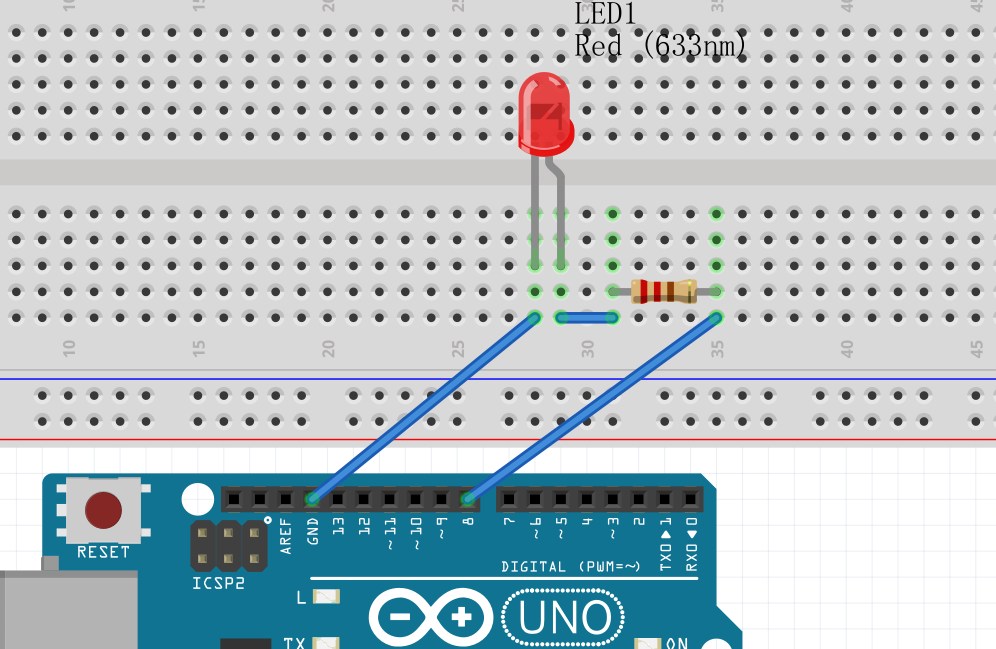 10 15 20 25 30 35 40 45
LED1
Red (633nm)
10 15 20 25 30 35 40 45
RESET
ICSP2
AREF
GND
13
12
~11
~10
~9
8
7
~6
~5
4
~3
2
TX0▶1
RX0◀0
DIGITAL (PWM=~)
L
TX
UNO
ON